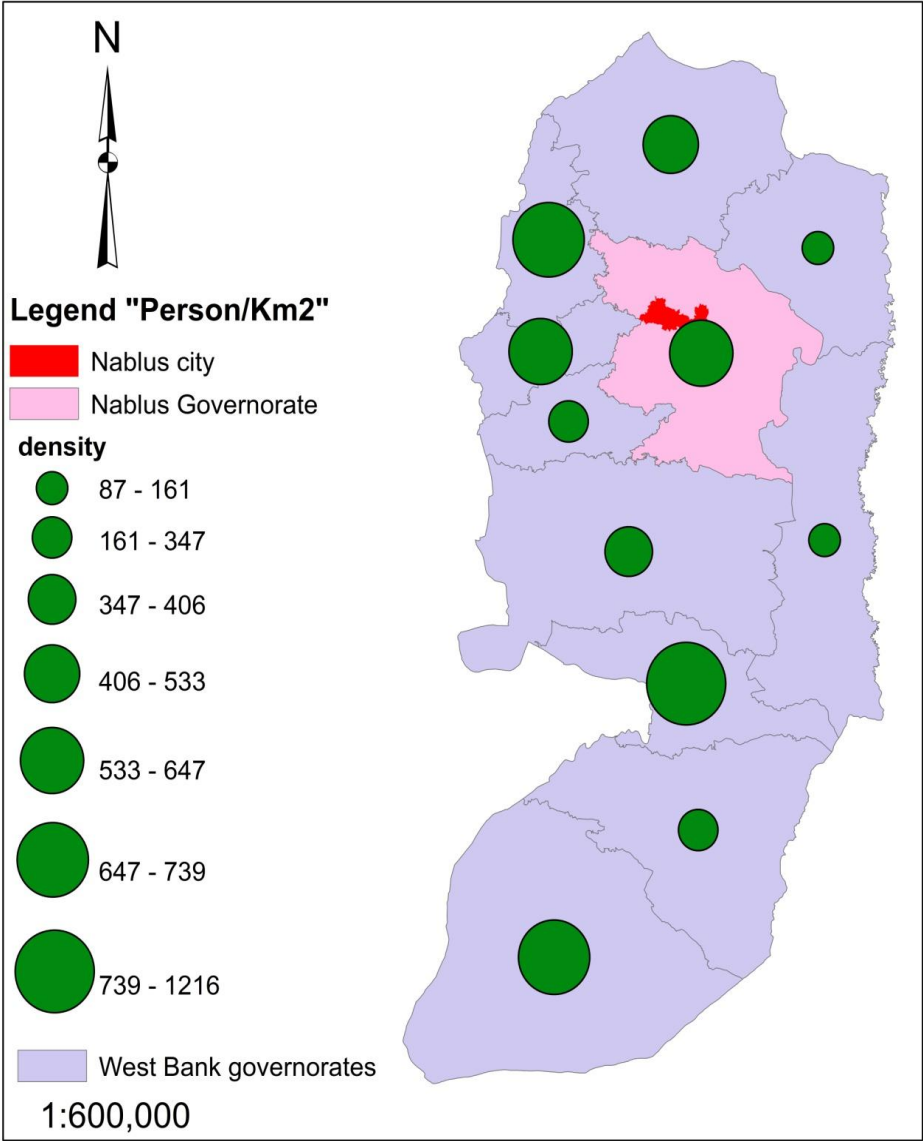 N
Legend "Person/Km2"
Nablus city
Nablus Governorate
density
87 - 161
161 - 347
347 - 406
406 - 533
533 - 647
647 - 739
739 - 1216
West Bank governorates
1:600,000